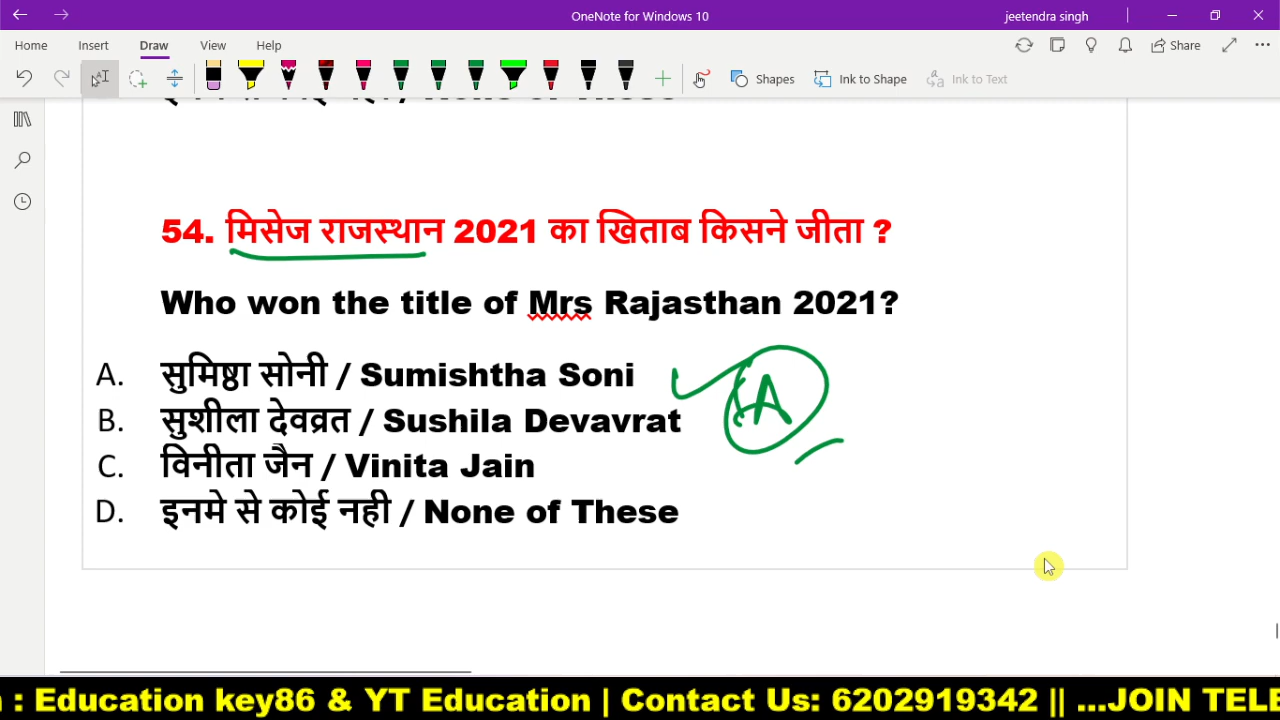 OneNote for Windows 10
jeetendra singh
Home Insert Draw View Help
Share
Shapes Ink to Shape Ink to Text
54. मिसेज राजस्थान 2021 का खिताब किसने जीता ?
Who won the title of Mrs Rajasthan 2021?
A. सुमिष्ठा सोनी / Sumishtha Soni
A
B. सुशीला देवव्रत / Sushila Devavrat
C. विनीता जैन / Vinita Jain
D. इनमे से कोई नही / None of These
: Education key86 & YT Education | Contact Us: 6202919342 || ...JOIN TELE